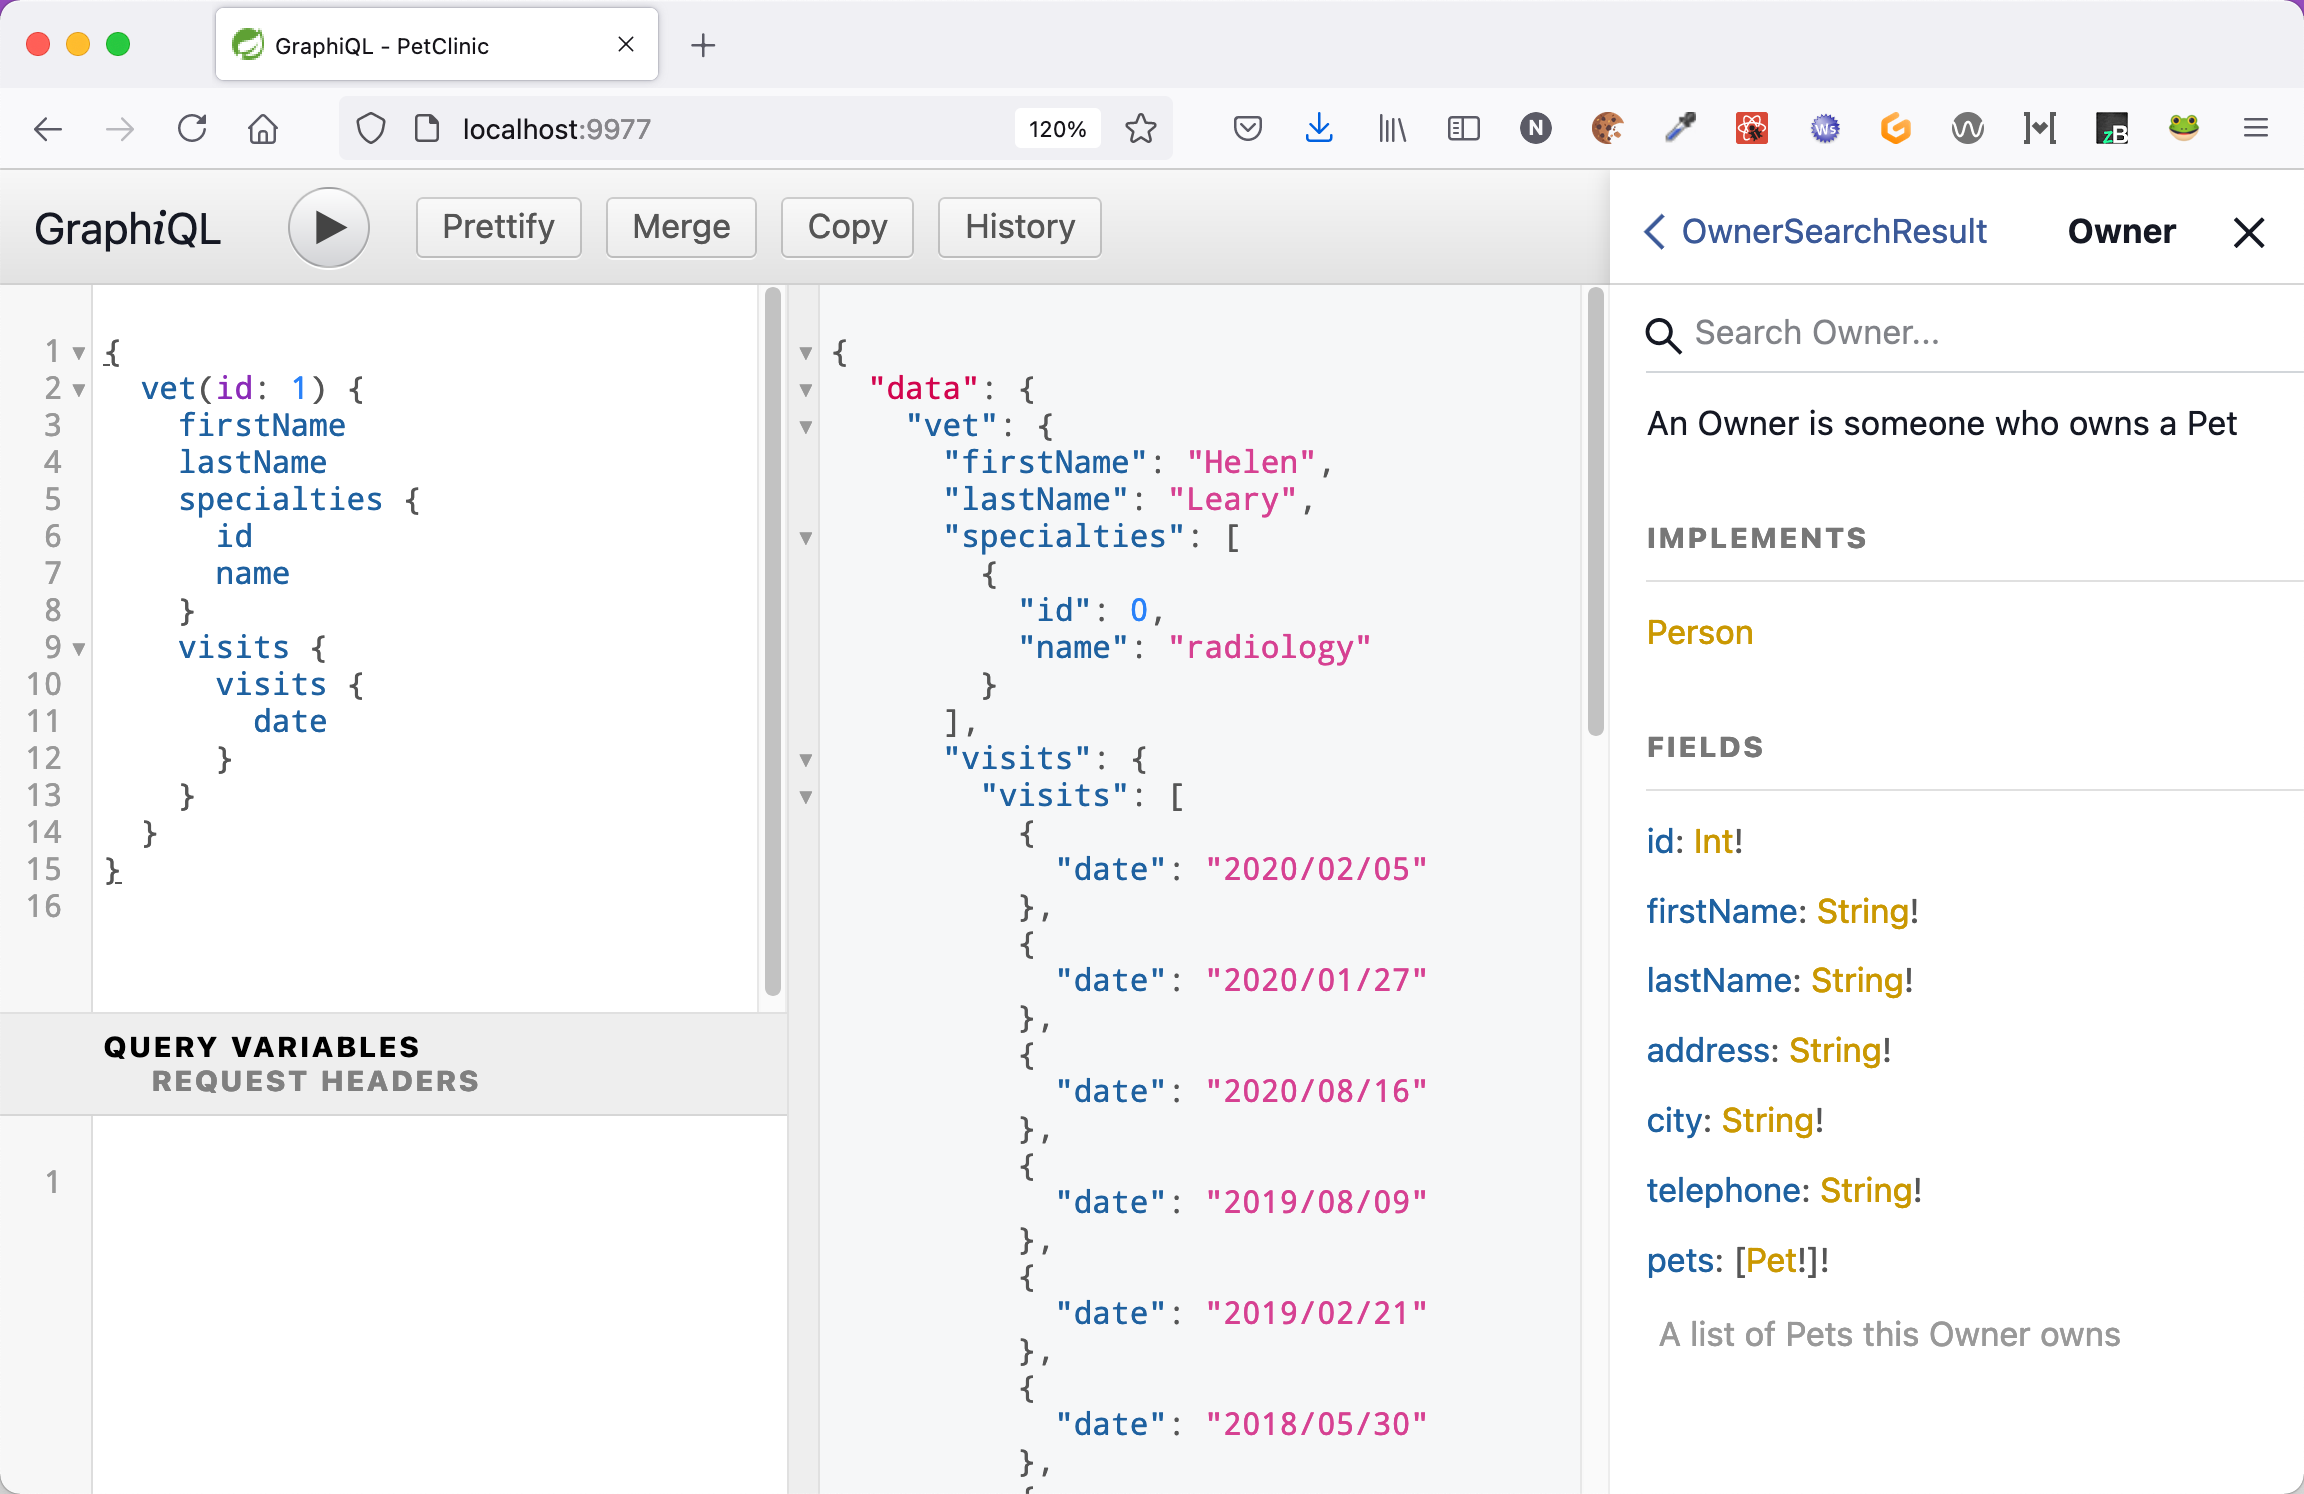 GraphiQL - PetClinic
localhost:9977
120%
N
Ws
zB
GraphiQL
Prettify
Merge
Copy
History
1 {
2 vet(id: 1) {
3 firstName
4 lastName
5 specialties {
6 id
7 name
8 }
9 visits {
10 visits {
11 date
12 }
13 }
14 }
15 }
16
QUERY VARIABLES
REQUEST HEADERS
1
{
"data": {
"vet": {
"firstName": "Helen",
"lastName": "Leary",
"specialties": [
{
"id": 0,
"name": "radiology"
}
],
"visits": {
"visits": [
{
"date": "2020/02/05"
},
{
"date": "2020/01/27"
},
{
"date": "2020/08/16"
},
{
"date": "2019/08/09"
},
{
"date": "2019/02/21"
},
{
"date": "2018/05/30"
},
{
OwnerSearchResult
Owner
Search Owner...
An Owner is someone who owns a Pet
IMPLEMENTS
Person
FIELDS
id: Int!
firstName: String!
lastName: String!
address: String!
city: String!
telephone: String!
pets: [Pet!]!
A list of Pets this Owner owns